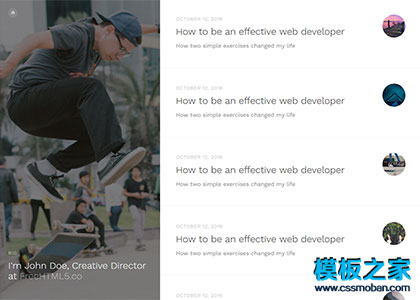 I'm John Doe, Creative Director
at FreeHTML5.co
OCTOBER 12, 2016
How to be an effective web developer
How two simple exercises changed my life
OCTOBER 12, 2016
How to be an effective web developer
How two simple exercises changed my life
OCTOBER 12, 2016
How to be an effective web developer
How two simple exercises changed my life
OCTOBER 12, 2016
How to be an effective web developer
How two simple exercises changed my life
OCTOBER 12, 2016
模板之家
www.cssmoban.com